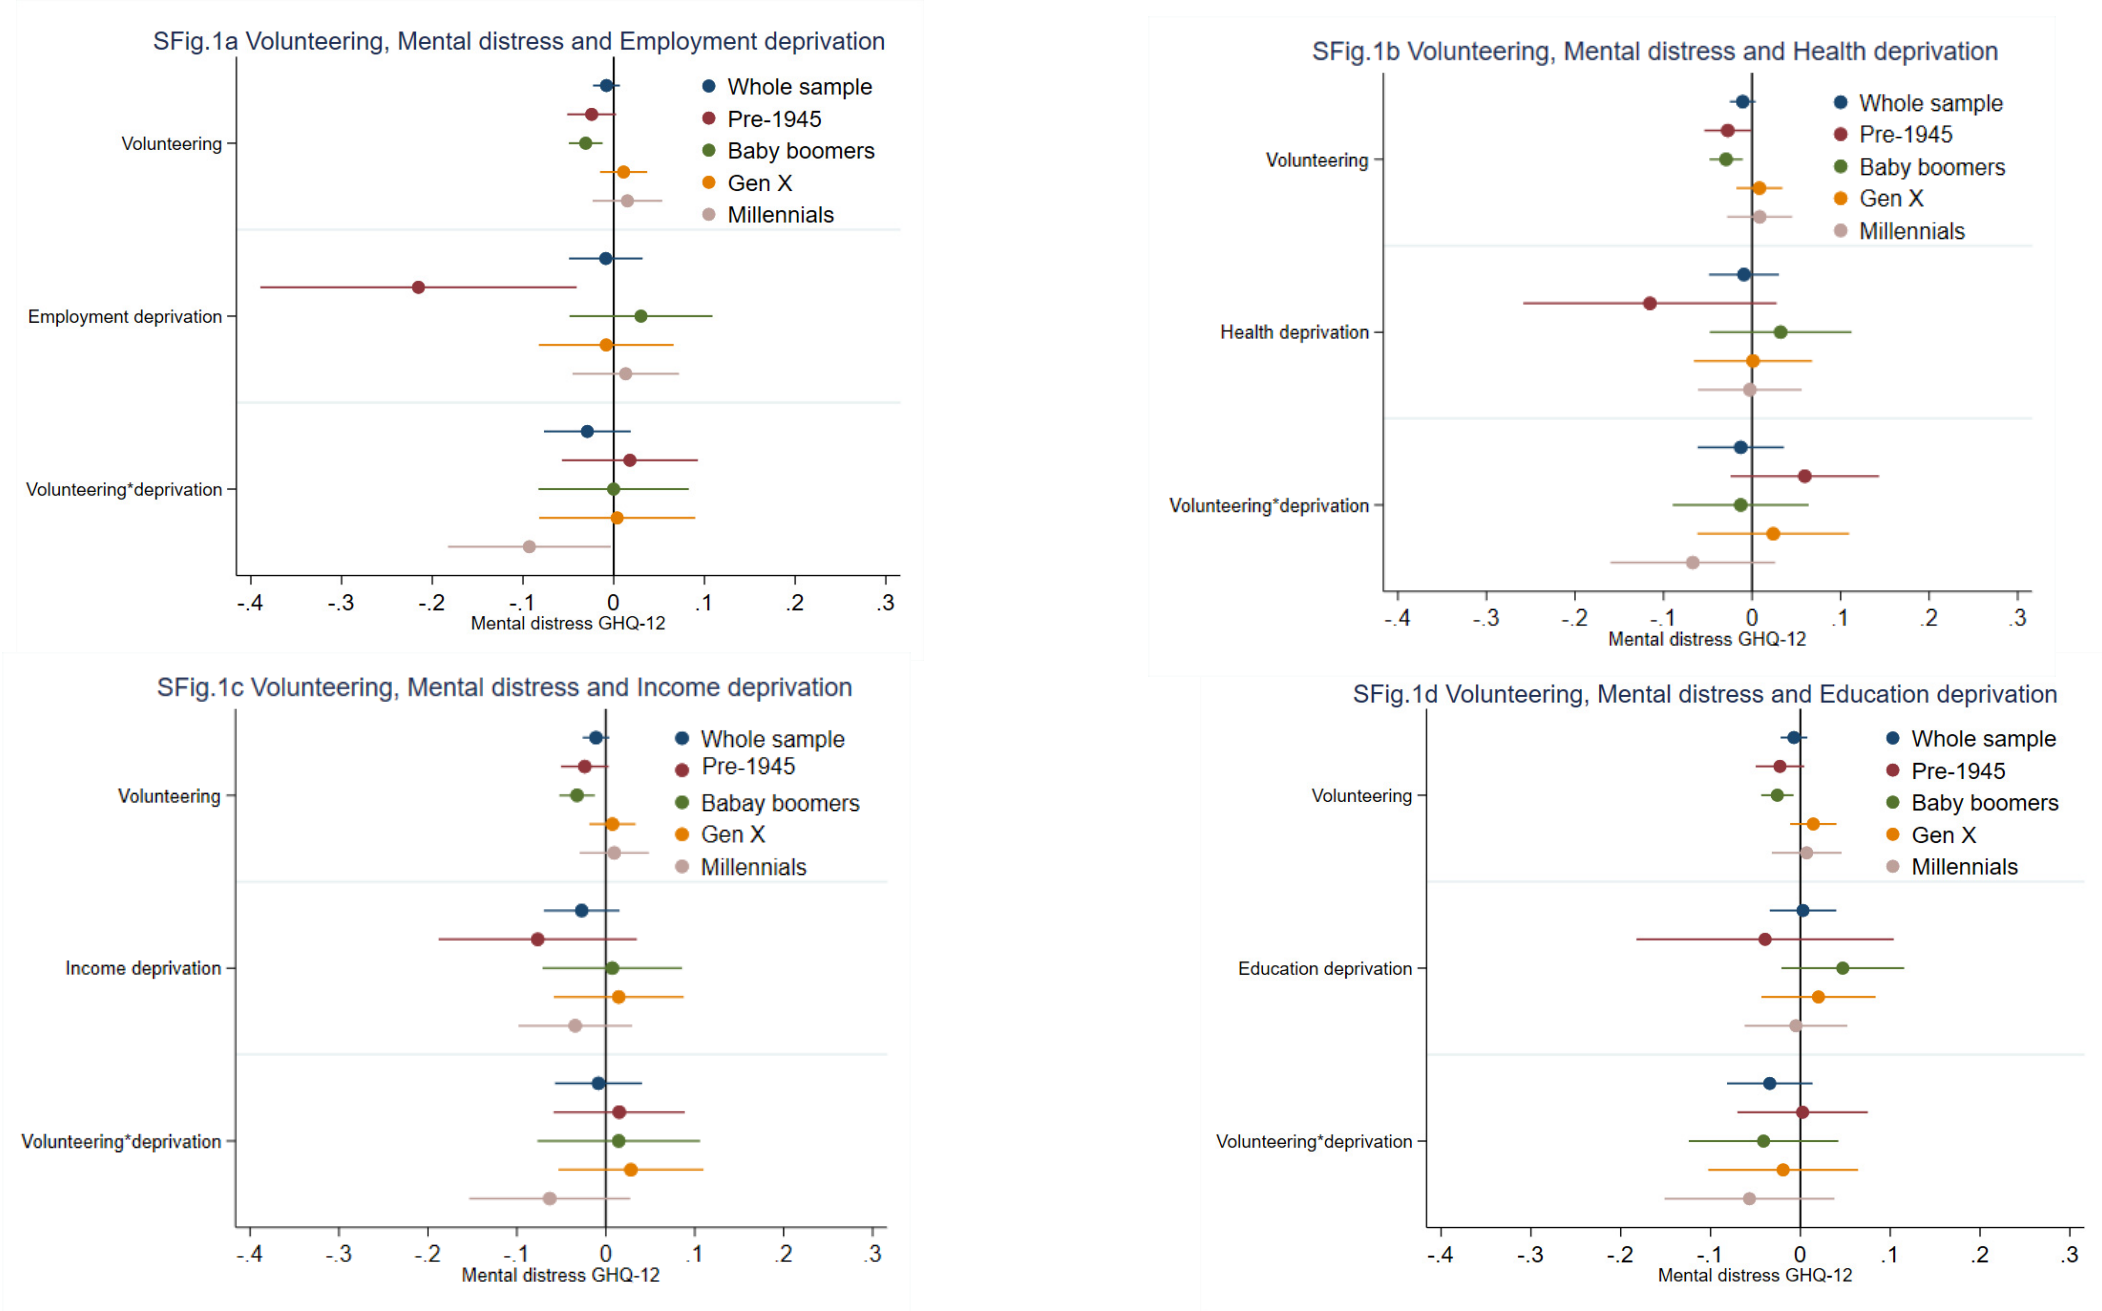 SFig.1a Volunteering, Mental distress and Employment deprivation
Whole sample
Pre-1945
Baby boomers
Gen X
Millennials
Volunteering
Employment deprivation
Volunteering*deprivation
-.4 -.3 -.2 -.1 0 .1 .2 .3
Mental distress GHQ-12
SFig.1b Volunteering, Mental distress and Health deprivation
Whole sample
Pre-1945
Baby boomers
Gen X
Millennials
Volunteering
Health deprivation
Volunteering*deprivation
-.4 -.3 -.2 -.1 0 .1 .2 .3
Mental distress GHQ-12
SFig.1c Volunteering, Mental distress and Income deprivation
Whole sample
Pre-1945
Babay boomers
Gen X
Millennials
Volunteering
Income deprivation
Volunteering*deprivation
-.4 -.3 -.2 -.1 0 .1 .2 .3
Mental distress GHQ-12
SFig.1d Volunteering, Mental distress and Education deprivation
Whole sample
Pre-1945
Baby boomers
Gen X
Millennials
Volunteering
Education deprivation
Volunteering*deprivation
-.4 -.3 -.2 -.1 0 .1 .2 .3
Mental distress GHQ-12